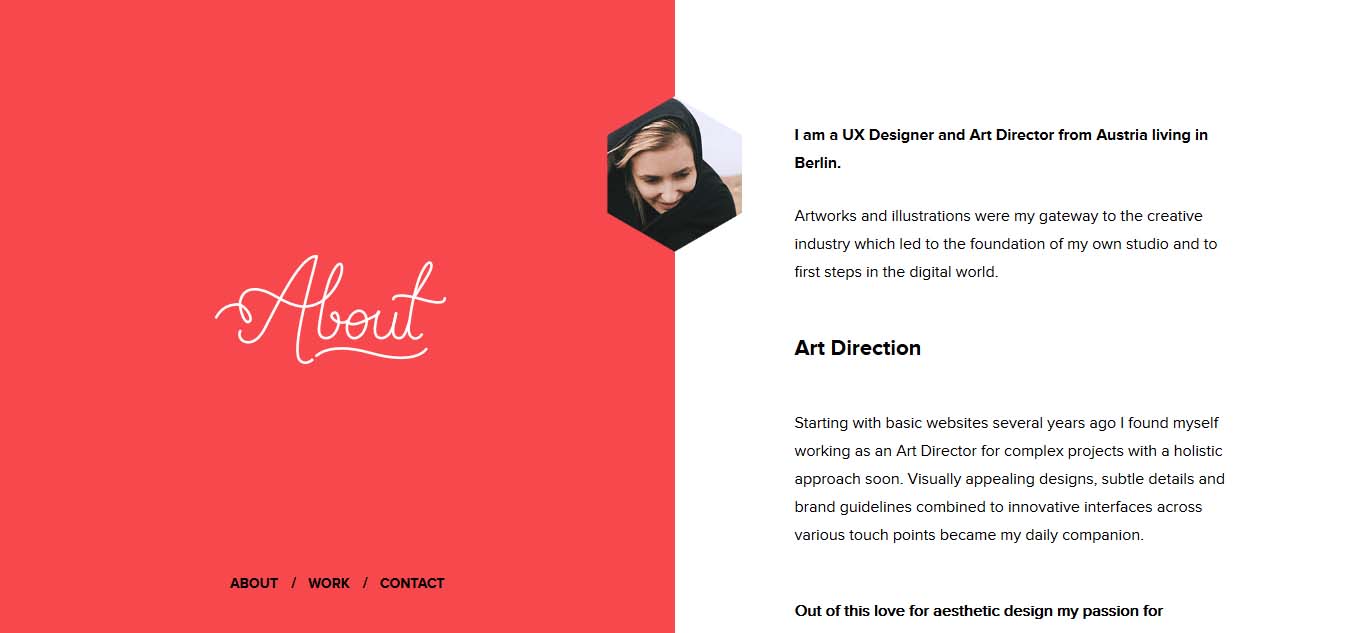 About
ABOUT / WORK / CONTACT
I am a UX Designer and Art Director from Austria living in
Berlin.
Artworks and illustrations were my gateway to the creative
industry which led to the foundation of my own studio and to
first steps in the digital world.
Art Direction
Starting with basic websites several years ago I found myself
working as an Art Director for complex projects with a holistic
approach soon. Visually appealing designs, subtle details and
brand guidelines combined to innovative interfaces across
various touch points became my daily companion.
Out of this love for aesthetic design my passion for